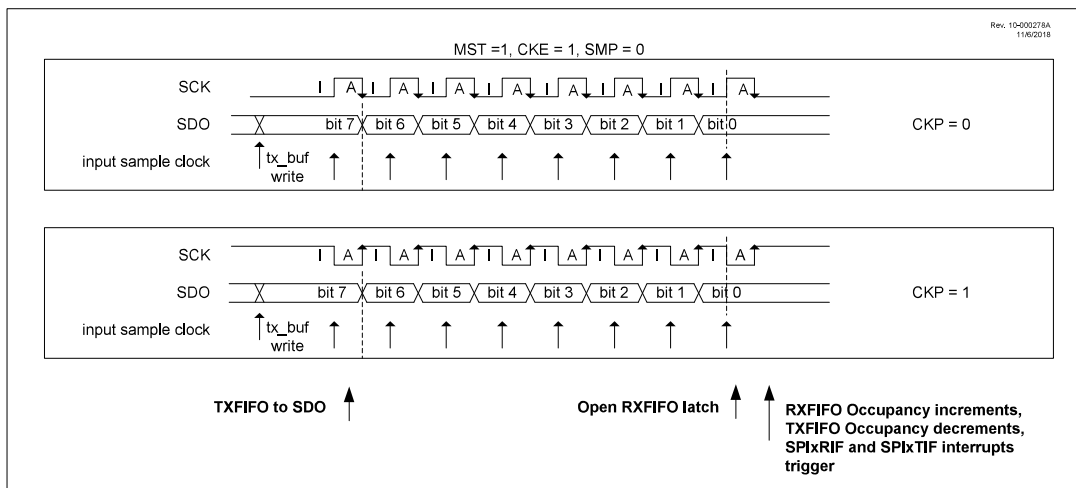 Rev. 10-000278A
11/6/2018
MST =1, CKE = 1, SMP = 0
SCK I A I A I A I A I A I A I A I A
SDO bit 7 bit 6 bit 5 bit 4 bit 3 bit 2 bit 1 bit 0
CKP = 0
input sample clock tx_buf
write
SCK I A I A I A I A I A I A I A I A
SDO bit 7 bit 6 bit 5 bit 4 bit 3 bit 2 bit 1 bit 0
CKP = 1
input sample clock tx_buf
write
TXFIFO to SDO
Open RXFIFO latch
RXFIFO Occupancy increments,
TXFIFO Occupancy decrements,
SPIxRIF and SPIxTIF interrupts
trigger